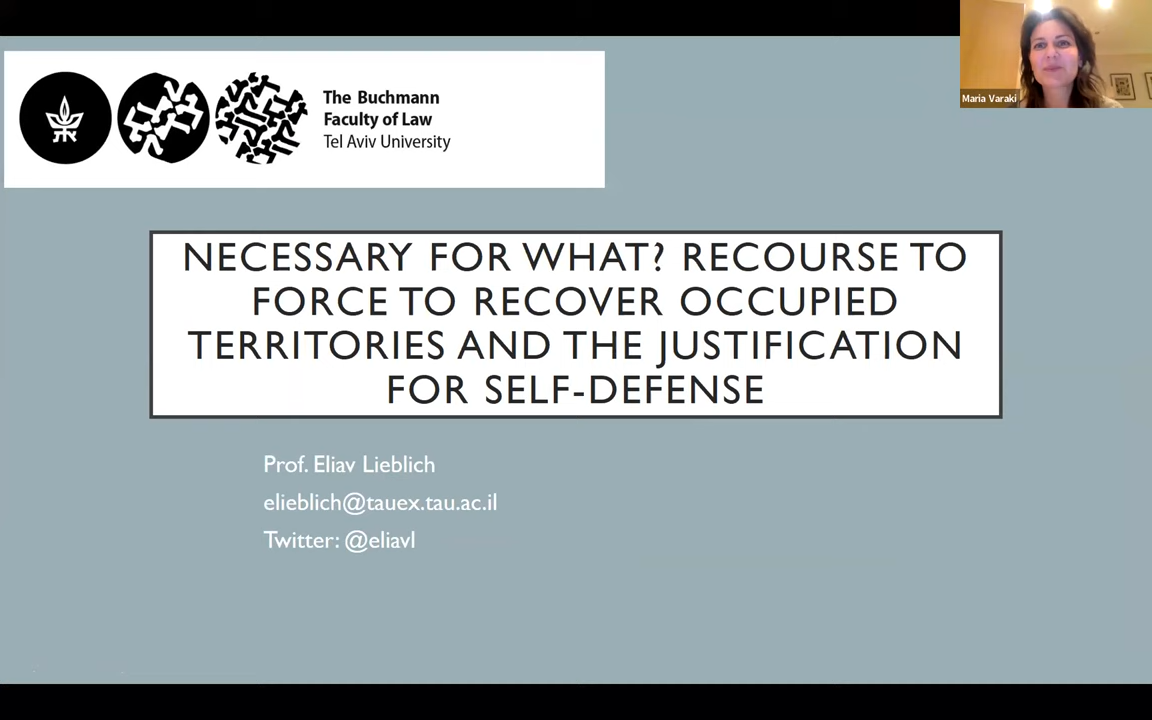 The Buchmann
Faculty of Law
Tel Aviv University
Maria Varaki
NECESSARY FOR WHAT? RECOURSE TO
FORCE TO RECOVER OCCUPIED
TERRITORIES AND THE JUSTIFICATION
FOR SELF-DEFENSE
Prof. Eliav Lieblich
elieblich@tauex.tau.ac.il
Twitter: @eliavl